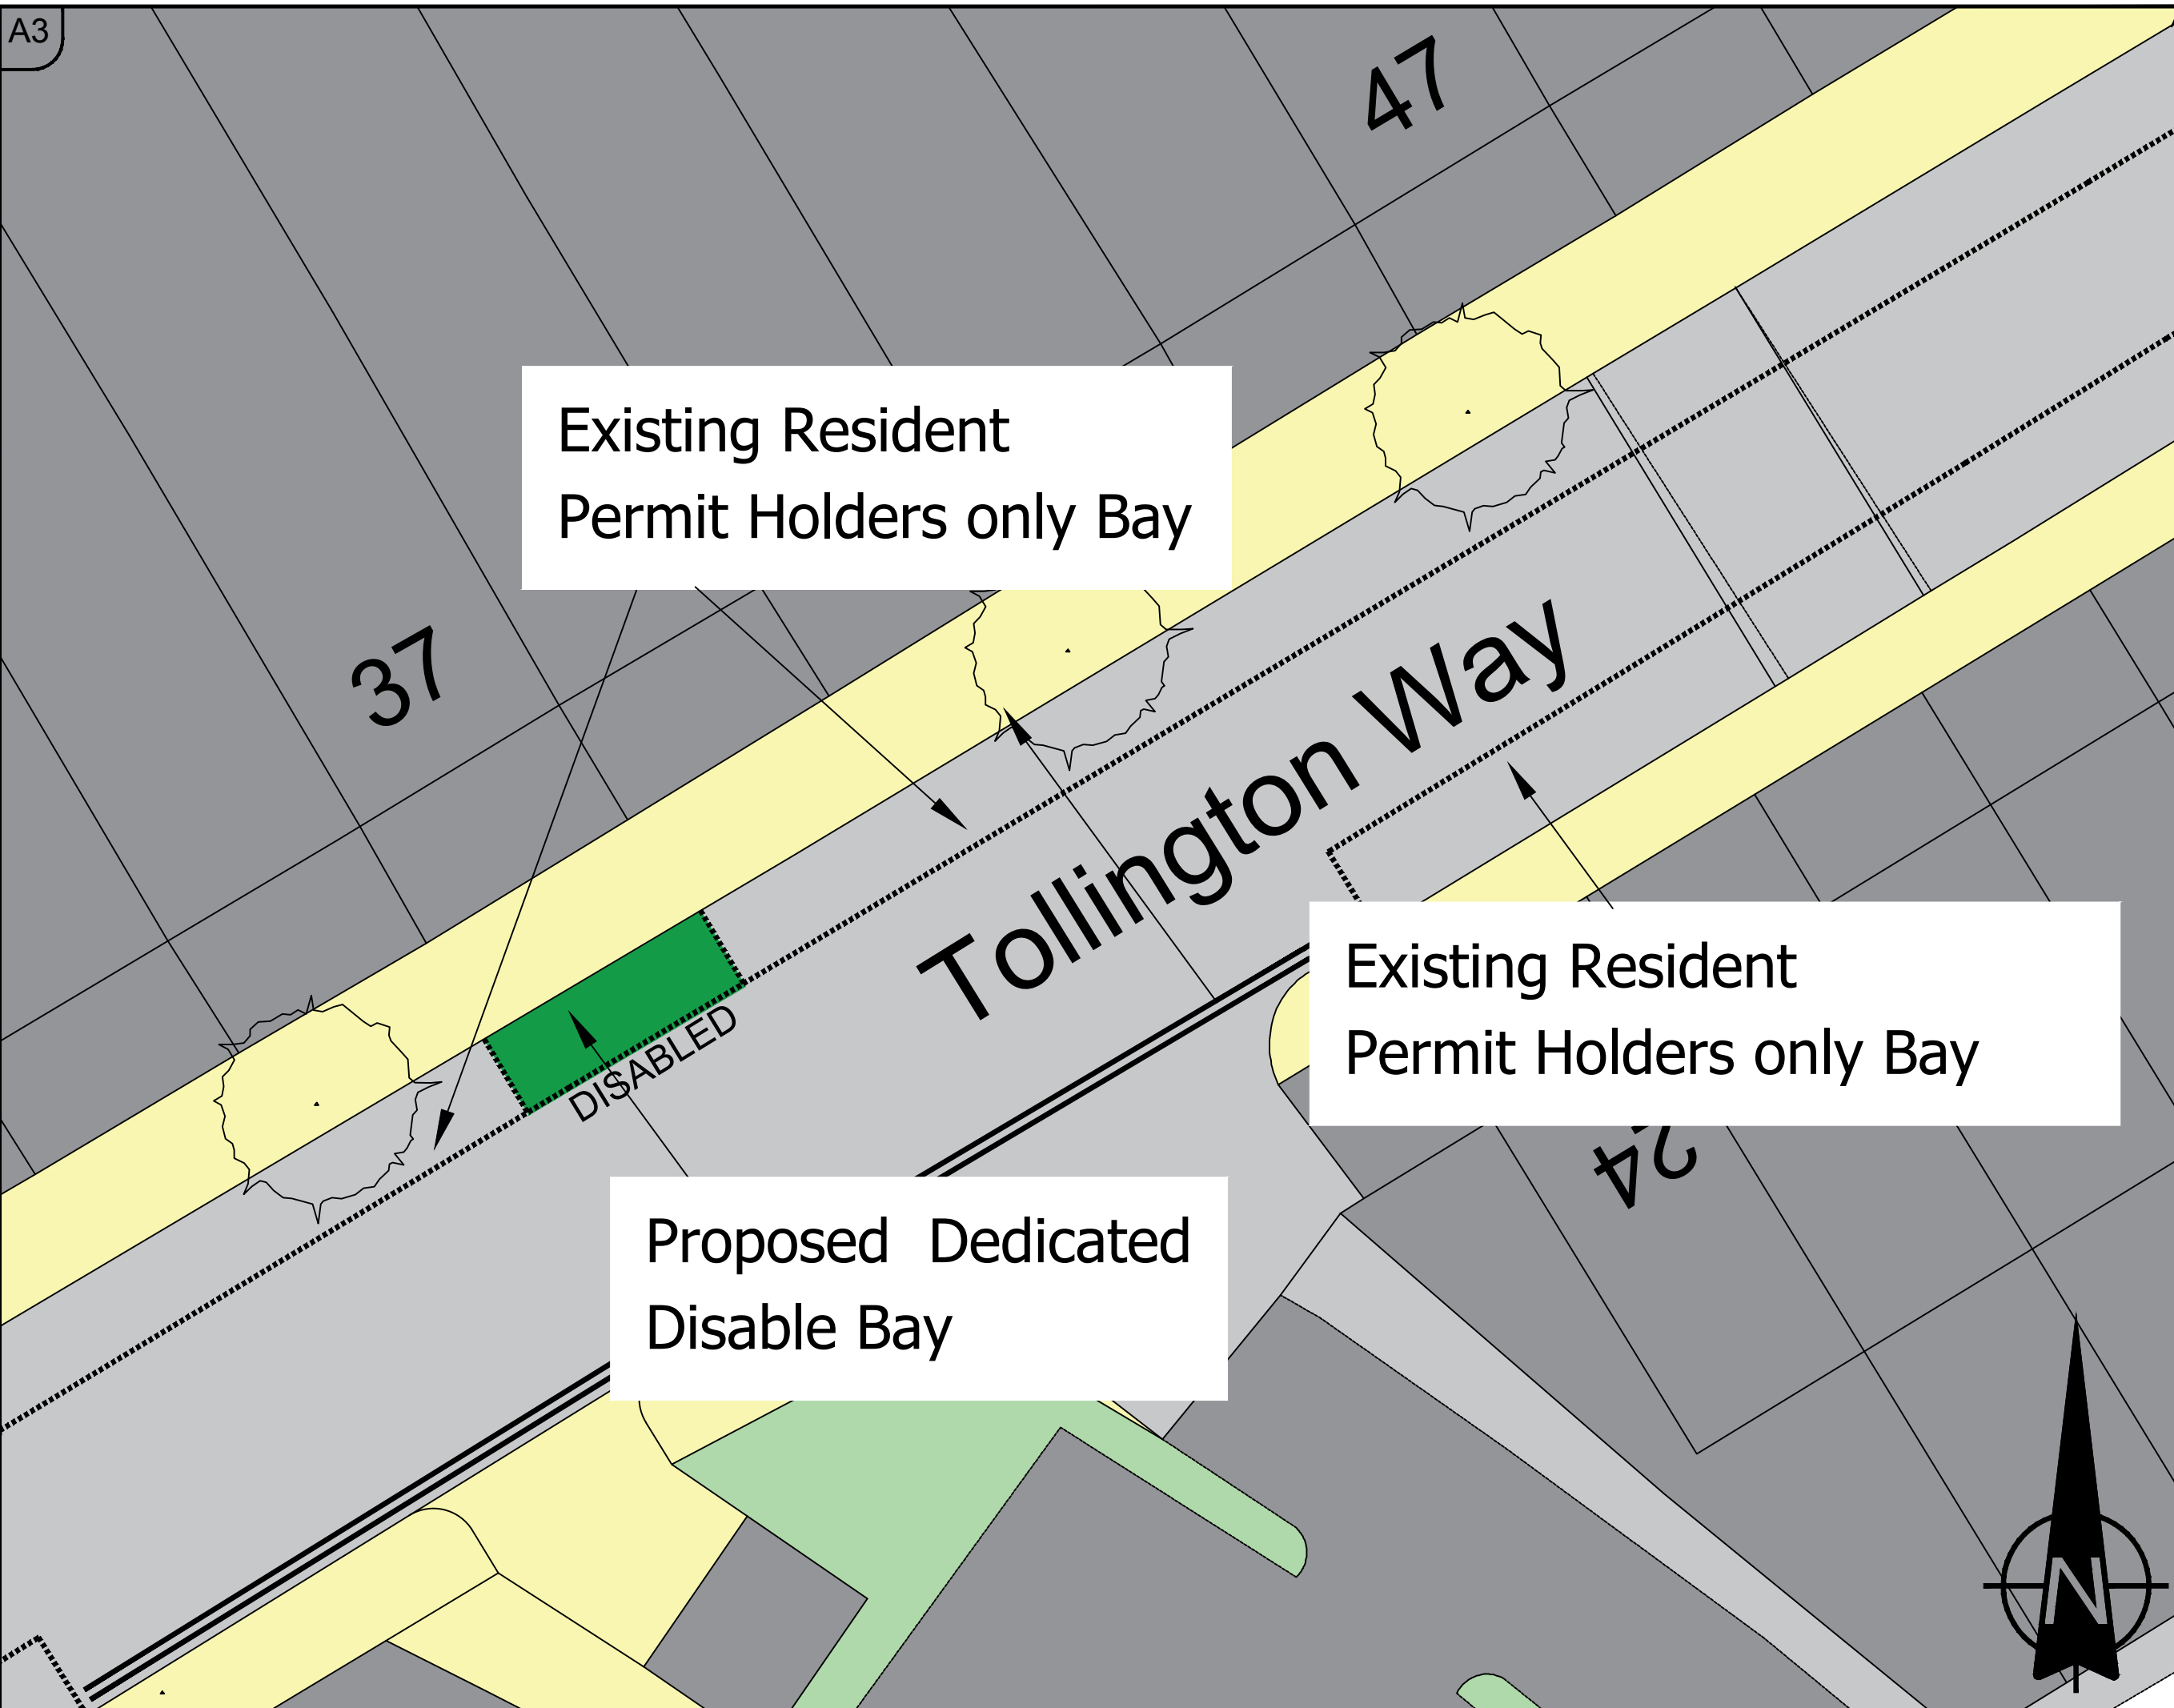 A3
47
Existing Resident
Permit Holders only Bay
37
Tollington Way
DISABLED
Existing Resident
Permit Holders only Bay
24
Proposed Dedicated
Disable Bay
N